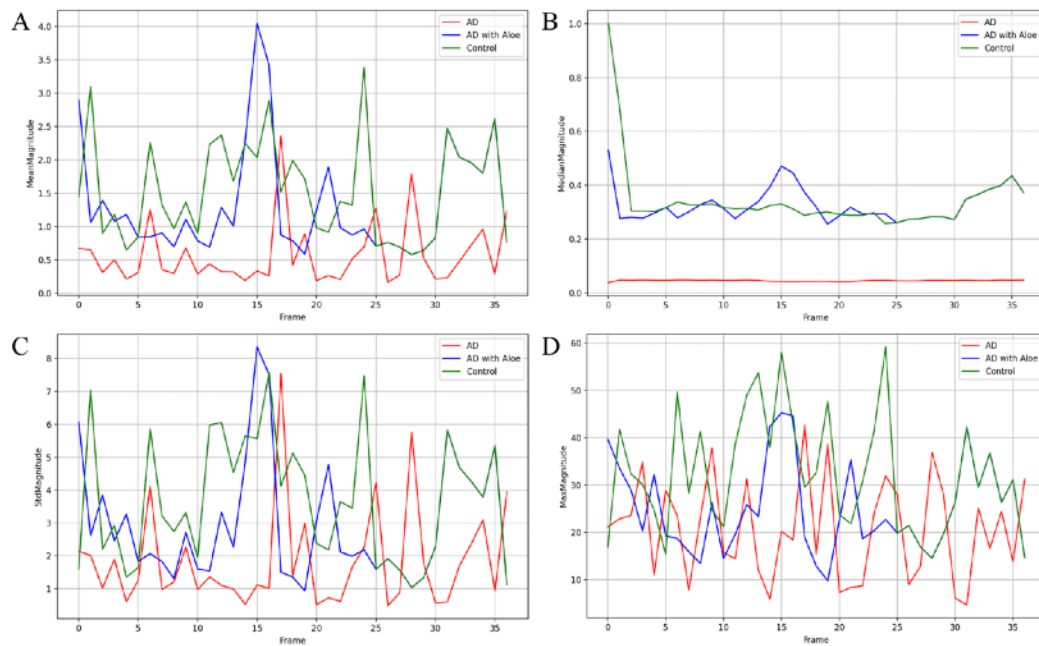 A
MeanMagnitude
4.0
3.5
3.0
2.5
2.0
1.5
1.0
0.5
0.0
0 5 10 15 20 25 30 35
Frame
AD
AD with Aloe
Control
B
MedianMagnitude
1.0
0.8
0.6
0.4
0.2
0.0
0 5 10 15 20 25 30 35
Frame
AD
AD with Aloe
Control
C
StdMagnitude
8
7
6
5
4
3
2
1
0 5 10 15 20 25 30 35
Frame
AD
AD with Aloe
Control
D
MaxMagnitude
60
50
40
30
20
10
0 5 10 15 20 25 30 35
Frame
AD
AD with Aloe
Control